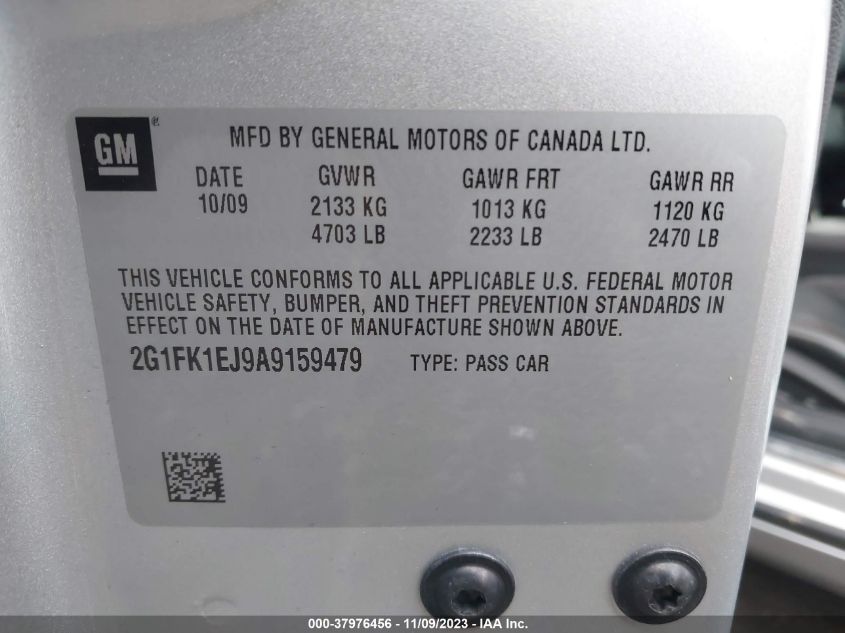 GM ®
MFD BY GENERAL MOTORS OF CANADA LTD.
DATE GVWR GAWR FRT GAWR RR
10/09 2133 KG 1013 KG 1120 KG
4703 LB 2233 LB 2470 LB
THIS VEHICLE CONFORMS TO ALL APPLICABLE U.S. FEDERAL MOTOR
VEHICLE SAFETY, BUMPER, AND THEFT PREVENTION STANDARDS IN
EFFECT ON THE DATE OF MANUFACTURE SHOWN ABOVE.
2G1FK1EJ9A9159479 TYPE: PASS CAR
000-37976456 - 11/09/2023 - IAA Inc.